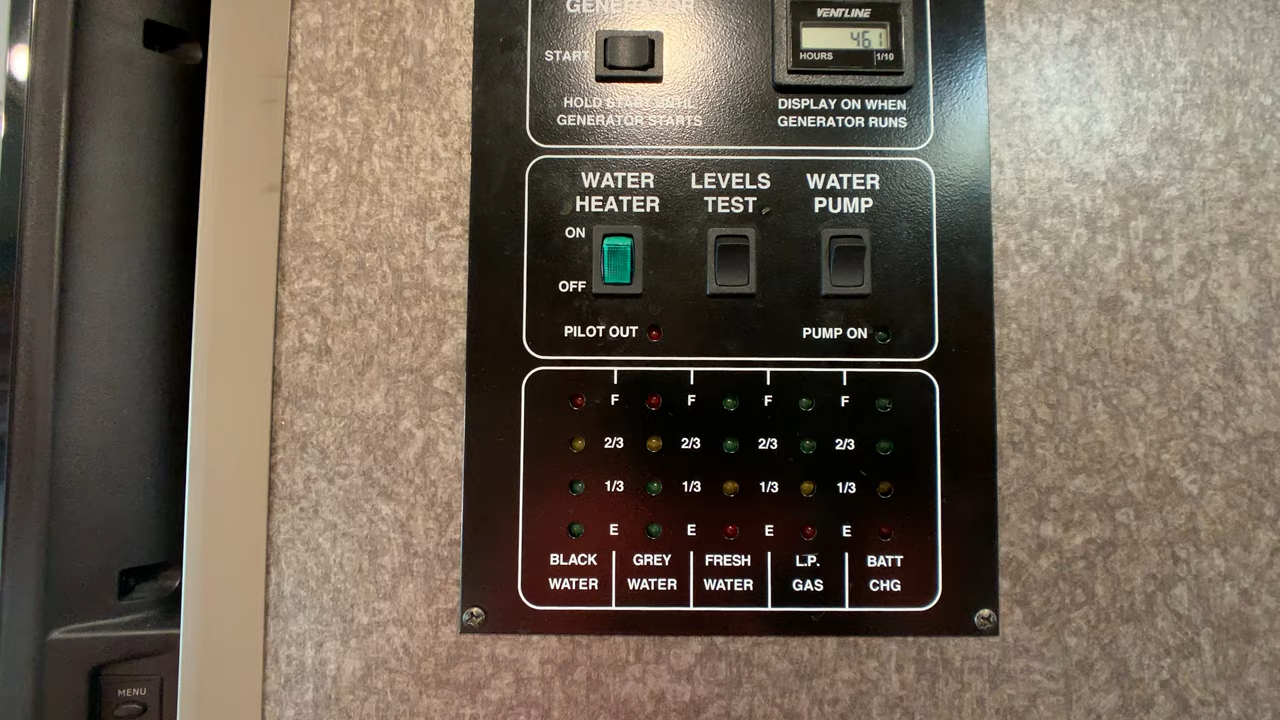 GENERATOR
VENTLINE
46.1
START
HOURS 1/10
HOLD START UNTIL
GENERATOR STARTS
DISPLAY ON WHEN
GENERATOR RUNS
WATER
HEATER
LEVELS
TEST
WATER
PUMP
ON
OFF
PILOT OUT
PUMP ON
F F F F
2/3 2/3 2/3 2/3
1/3 1/3 1/3 1/3
E E E E
BLACK
WATER
GREY
WATER
FRESH
WATER
L.P.
GAS
BATT
CHG
MENU